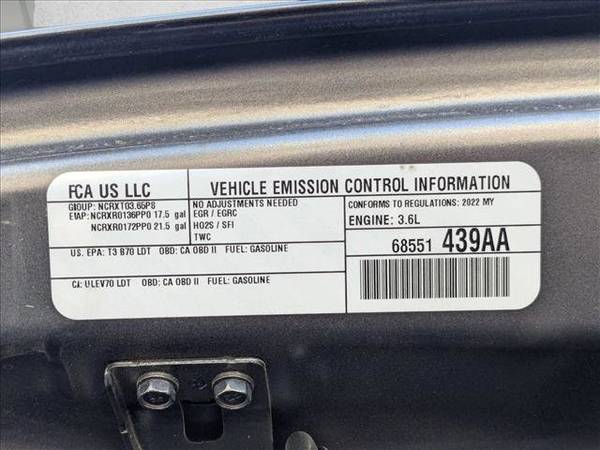 FCA US LLC
VEHICLE EMISSION CONTROL INFORMATION
GROUP: NCRXT03.65P8
EVAP: NCRXR0136PP0 17.5 gal
NCRXR0172PP0 21.5 gal
NO ADJUSTMENTS NEEDED
EGR / EGRC
HO2S / SFI
TWC
CONFORMS TO REGULATIONS: 2022 MY
ENGINE: 3.6L
68551 439AA
U.S. EPA: T3 B70 LDT OBD: CA OBD II FUEL: GASOLINE
CA: ULEV70 LDT OBD: CA OBD II FUEL: GASOLINE